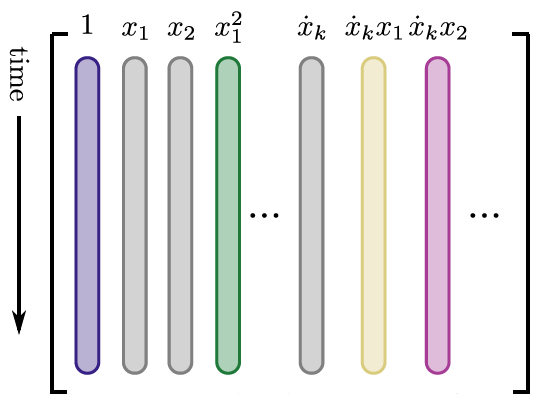 time
1 x₁ x₂ x₁² ẋₖ ẋₖx₁ ẋₖx₂
... ...